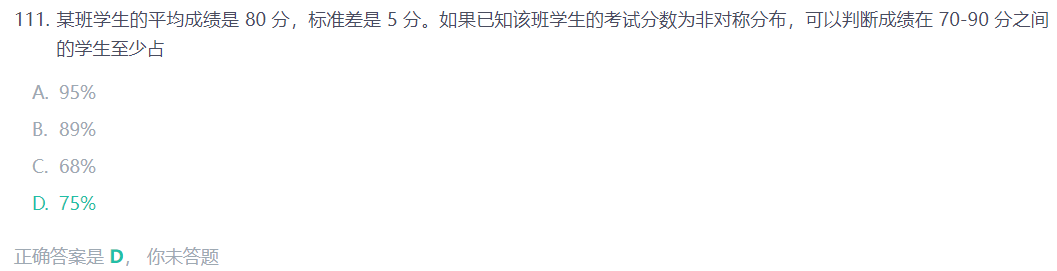 111. 某班学生的平均成绩是 80 分，标准差是 5 分。如果已知该班学生的考试分数为非对称分布，可以判断成绩在 70-90 分之间
的学生至少占
A. 95%
B. 89%
C. 68%
D. 75%
正确答案是 D， 你未答题